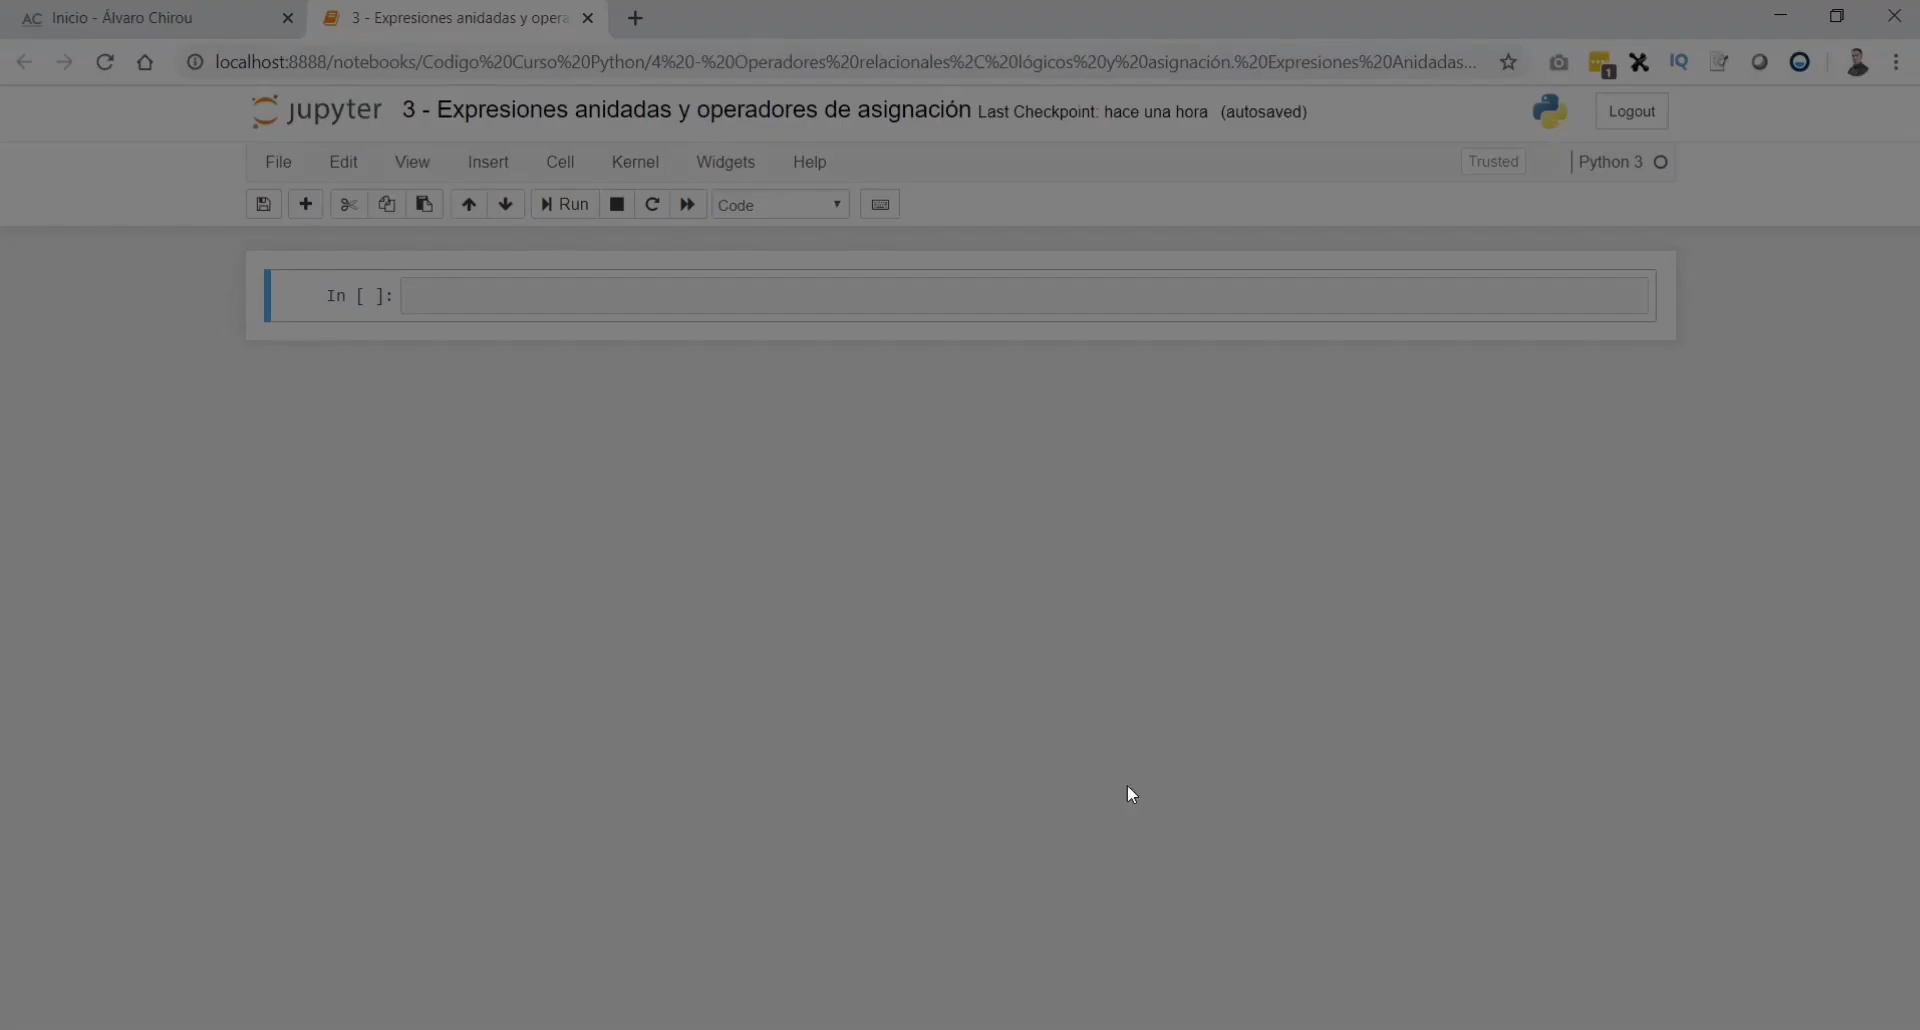 AC Inicio - Álvaro Chirou
3 - Expresiones anidadas y opera
localhost:8888/notebooks/Codigo%20Curso%20Python/4%20-%20Operadores%20relacionales%2C%20lógicos%20y%20asignación.%20Expresiones%20Anidadas...
1
IQ
jupyter 3 - Expresiones anidadas y operadores de asignación Last Checkpoint: hace una hora (autosaved)
Logout
File Edit View Insert Cell Kernel Widgets Help
Trusted
Python 3
Run
Code
In [ ]: